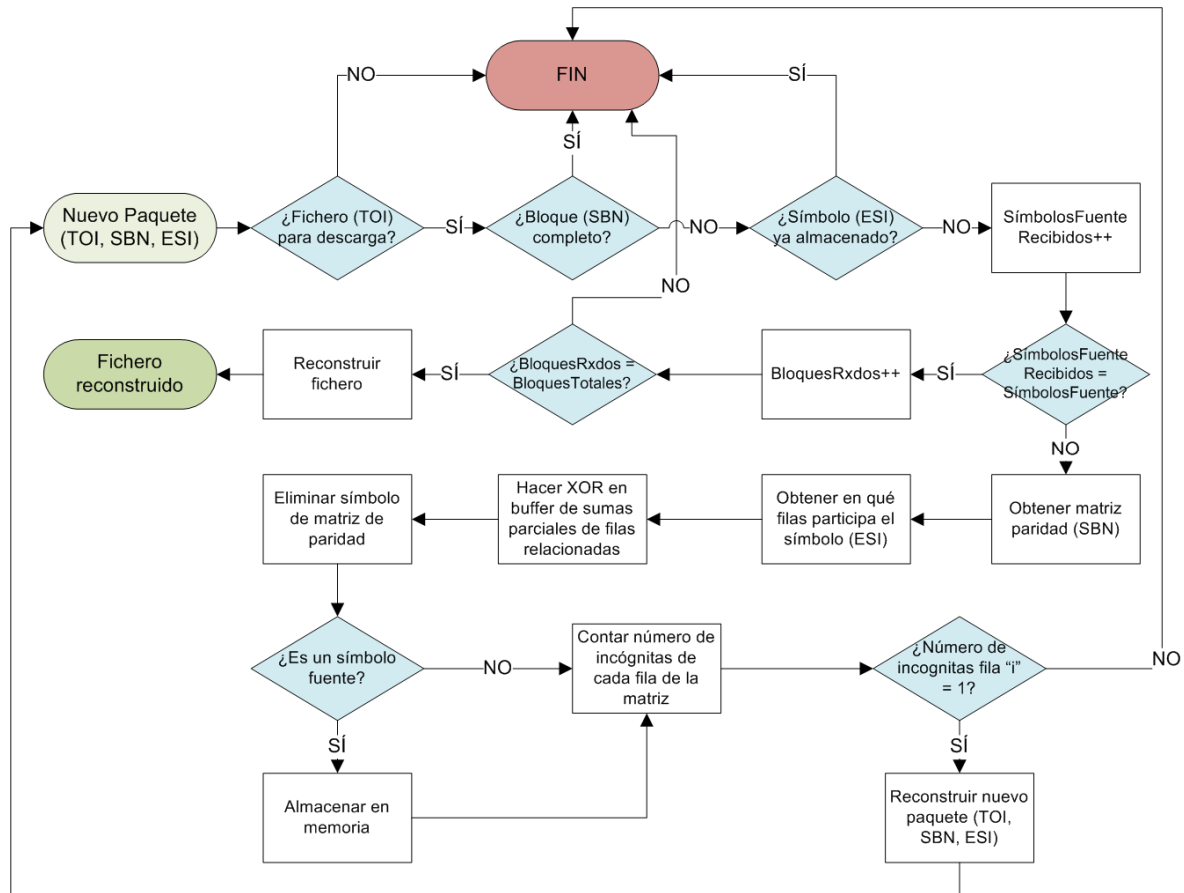 FIN
NO
SÍ
SÍ
Nuevo Paquete
(TOI, SBN, ESI)
¿Fichero (TOI)
para descarga?
SÍ
¿Bloque (SBN)
completo?
NO
¿Símbolo (ESI)
ya almacenado?
NO
SímbolosFuente
Recibidos++
NO
Fichero
reconstruido
Reconstruir
fichero
SÍ
¿BloquesRxdos =
BloquesTotales?
BloquesRxdos++
SÍ
¿SímbolosFuente
Recibidos =
SímbolosFuente?
NO
Eliminar símbolo
de matriz de
paridad
Hacer XOR en
buffer de sumas
parciales de filas
relacionadas
Obtener en qué
filas participa el
símbolo (ESI)
Obtener matriz
paridad (SBN)
¿Es un símbolo
fuente?
NO
Contar número de
incógnitas de
cada fila de la
matriz
¿Número de
incognitas fila “i”
= 1?
NO
SÍ
SÍ
Almacenar en
memoria
Reconstruir nuevo
paquete (TOI,
SBN, ESI)